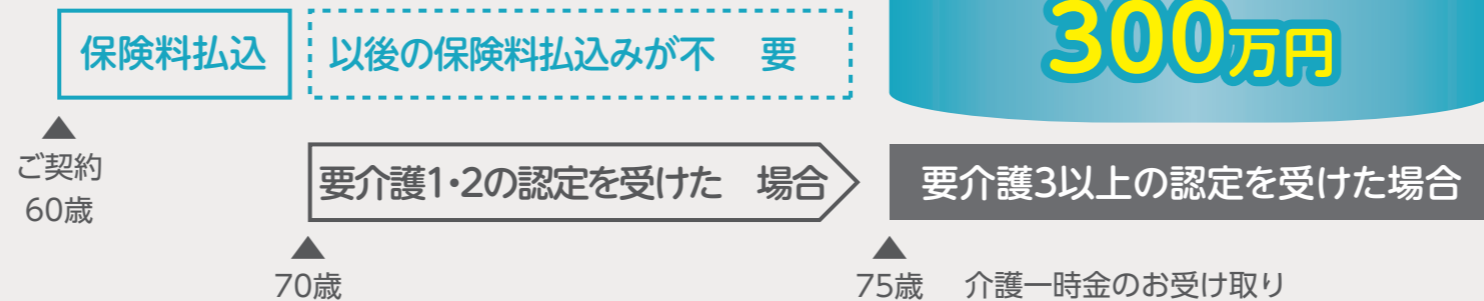 300万円
保険料払込
以後の保険料払込みが不 要
ご契約
60歳
要介護1・2の認定を受けた 場合
要介護3以上の認定を受けた場合
70歳
75歳 介護一時金のお受け取り